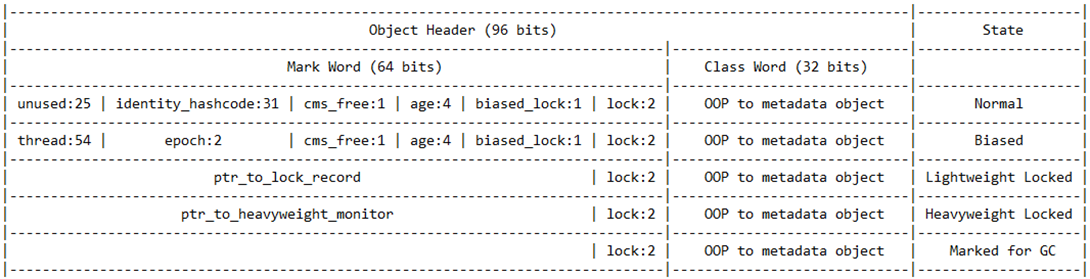 |--------------------------------------------------------------------------------------------------------------|--------------------|
| Object Header (96 bits) | State |
|--------------------------------------------------------------------------------|-----------------------------|--------------------|
| Mark Word (64 bits) | Class Word (32 bits) | |
|--------------------------------------------------------------------------------|-----------------------------|--------------------|
| unused:25 | identity_hashcode:31 | cms_free:1 | age:4 | biased_lock:1 | lock:2 | OOP to metadata object | Normal |
|--------------------------------------------------------------------------------|-----------------------------|--------------------|
| thread:54 | epoch:2 | cms_free:1 | age:4 | biased_lock:1 | lock:2 | OOP to metadata object | Biased |
|--------------------------------------------------------------------------------|-----------------------------|--------------------|
| ptr_to_lock_record | lock:2 | OOP to metadata object | Lightweight Locked |
|--------------------------------------------------------------------------------|-----------------------------|--------------------|
| ptr_to_heavyweight_monitor | lock:2 | OOP to metadata object | Heavyweight Locked |
|--------------------------------------------------------------------------------|-----------------------------|--------------------|
| | lock:2 | OOP to metadata object | Marked for GC |
|--------------------------------------------------------------------------------|-----------------------------|--------------------|